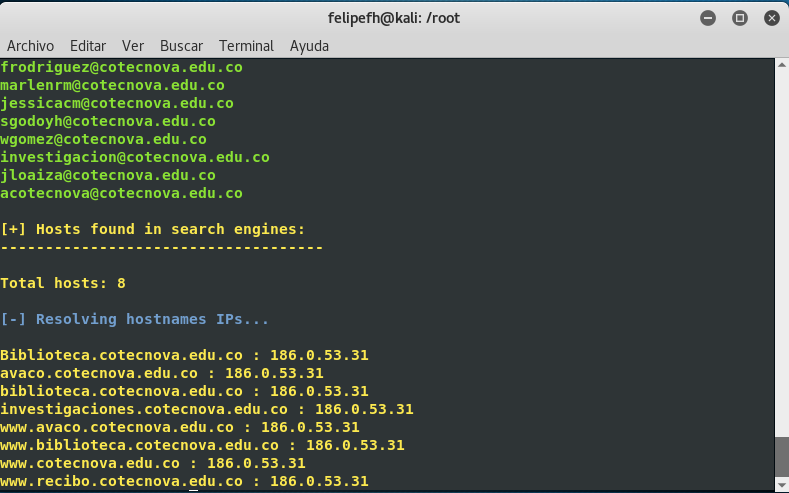 felipefh@kali: /root
Archivo Editar Ver Buscar Terminal Ayuda
frodriguez@cotecnova.edu.co
marlenrm@cotecnova.edu.co
jessicacm@cotecnova.edu.co
sgodoyh@cotecnova.edu.co
wgomez@cotecnova.edu.co
investigacion@cotecnova.edu.co
jloaiza@cotecnova.edu.co
acotecnova@cotecnova.edu.co
[+] Hosts found in search engines:
------------------------------------
Total hosts: 8
[-] Resolving hostnames IPs...
Biblioteca.cotecnova.edu.co : 186.0.53.31
avaco.cotecnova.edu.co : 186.0.53.31
biblioteca.cotecnova.edu.co : 186.0.53.31
investigaciones.cotecnova.edu.co : 186.0.53.31
www.avaco.cotecnova.edu.co : 186.0.53.31
www.biblioteca.cotecnova.edu.co : 186.0.53.31
www.cotecnova.edu.co : 186.0.53.31
www.recibo.cotecnova.edu.co : 186.0.53.31